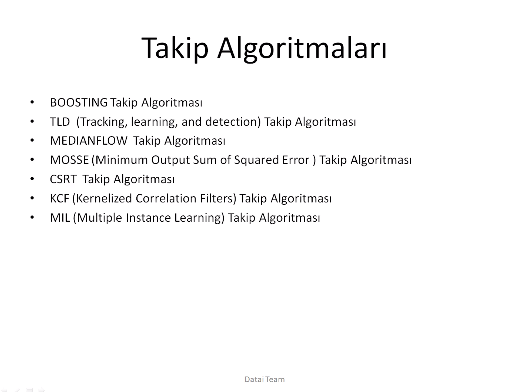 Takip Algoritmaları
• BOOSTING Takip Algoritması
• TLD (Tracking, learning, and detection) Takip Algoritması
• MEDIANFLOW Takip Algoritması
• MOSSE (Minimum Output Sum of Squared Error ) Takip Algoritması
• CSRT Takip Algoritması
• KCF (Kernelized Correlation Filters) Takip Algoritması
• MIL (Multiple Instance Learning) Takip Algoritması
Datai Team